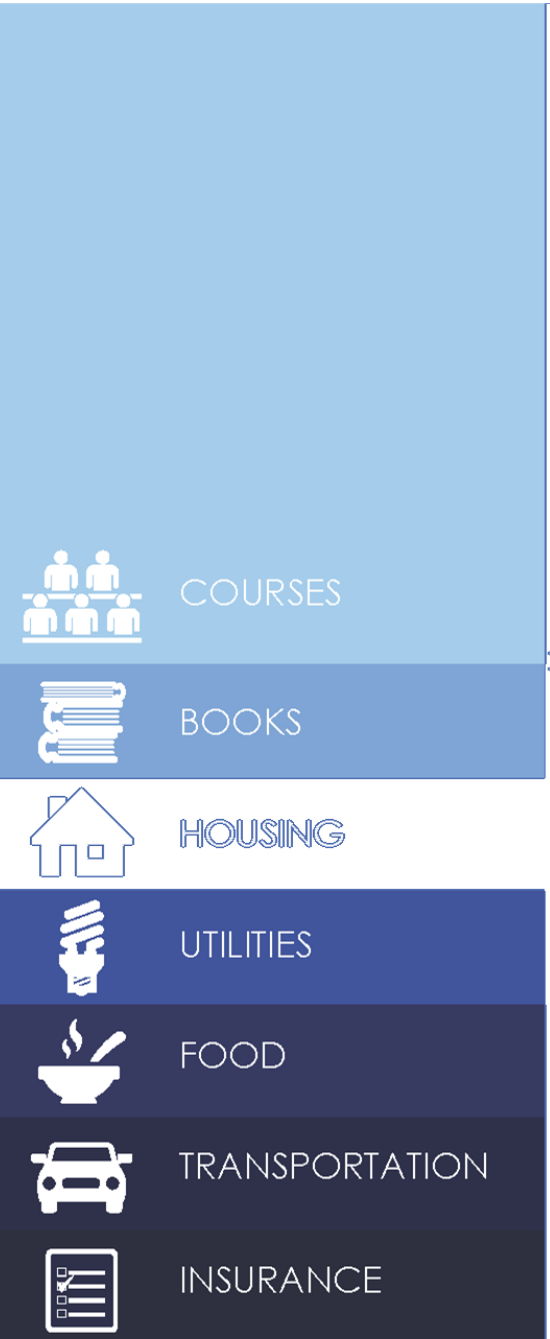 COURSES
BOOKS
HOUSING
UTILITIES
FOOD
TRANSPORTATION
INSURANCE